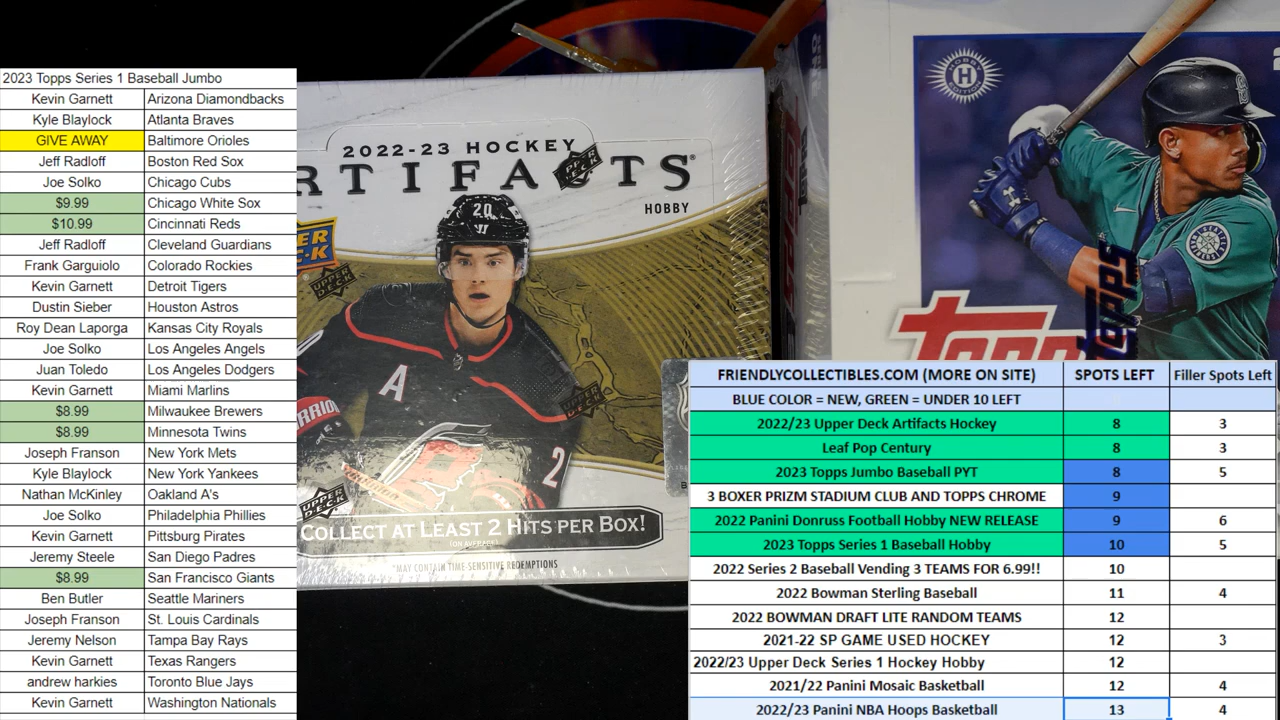 2023 Topps Series 1 Baseball Jumbo
Kevin Garnett Arizona Diamondbacks
Kyle Blaylock Atlanta Braves
GIVE AWAY Baltimore Orioles
Jeff Radloff Boston Red Sox
Joe Solko Chicago Cubs
$9.99 Chicago White Sox
$10.99 Cincinnati Reds
Jeff Radloff Cleveland Guardians
Frank Garguiolo Colorado Rockies
Kevin Garnett Detroit Tigers
Dustin Sieber Houston Astros
Roy Dean Laporga Kansas City Royals
Joe Solko Los Angeles Angels
Juan Toledo Los Angeles Dodgers
Kevin Garnett Miami Marlins
$8.99 Milwaukee Brewers
$8.99 Minnesota Twins
Joseph Franson New York Mets
Kyle Blaylock New York Yankees
Nathan McKinley Oakland A's
Joe Solko Philadelphia Phillies
Kevin Garnett Pittsburg Pirates
Jeremy Steele San Diego Padres
$8.99 San Francisco Giants
Ben Butler Seattle Mariners
Joseph Franson St. Louis Cardinals
Jeremy Nelson Tampa Bay Rays
Kevin Garnett Texas Rangers
andrew harkies Toronto Blue Jays
Kevin Garnett Washington Nationals
2022-23 HOCKEY
RTIFACTS
HOBBY
UPPER DECK
20
A
2
UPPER DECK
COLLECT AT LEAST 2 HITS PER BOX!
(ON AVERAGE)
*MAY CONTAIN TIME-SENSITIVE REDEMPTIONS
HOBBY EDITION
H
S
topps
FRIENDLYCOLLECTIBLES.COM (MORE ON SITE) SPOTS LEFT Filler Spots Left
BLUE COLOR = NEW, GREEN = UNDER 10 LEFT
2022/23 Upper Deck Artifacts Hockey 8 3
Leaf Pop Century 8 3
2023 Topps Jumbo Baseball PYT 8 5
3 BOXER PRIZM STADIUM CLUB AND TOPPS CHROME 9
2022 Panini Donruss Football Hobby NEW RELEASE 9 6
2023 Topps Series 1 Baseball Hobby 10 5
2022 Series 2 Baseball Vending 3 TEAMS FOR 6.99!! 10
2022 Bowman Sterling Baseball 11 4
2022 BOWMAN DRAFT LITE RANDOM TEAMS 12
2021-22 SP GAME USED HOCKEY 12 3
2022/23 Upper Deck Series 1 Hockey Hobby 12
2021/22 Panini Mosaic Basketball 12 4
2022/23 Panini NBA Hoops Basketball 13 4